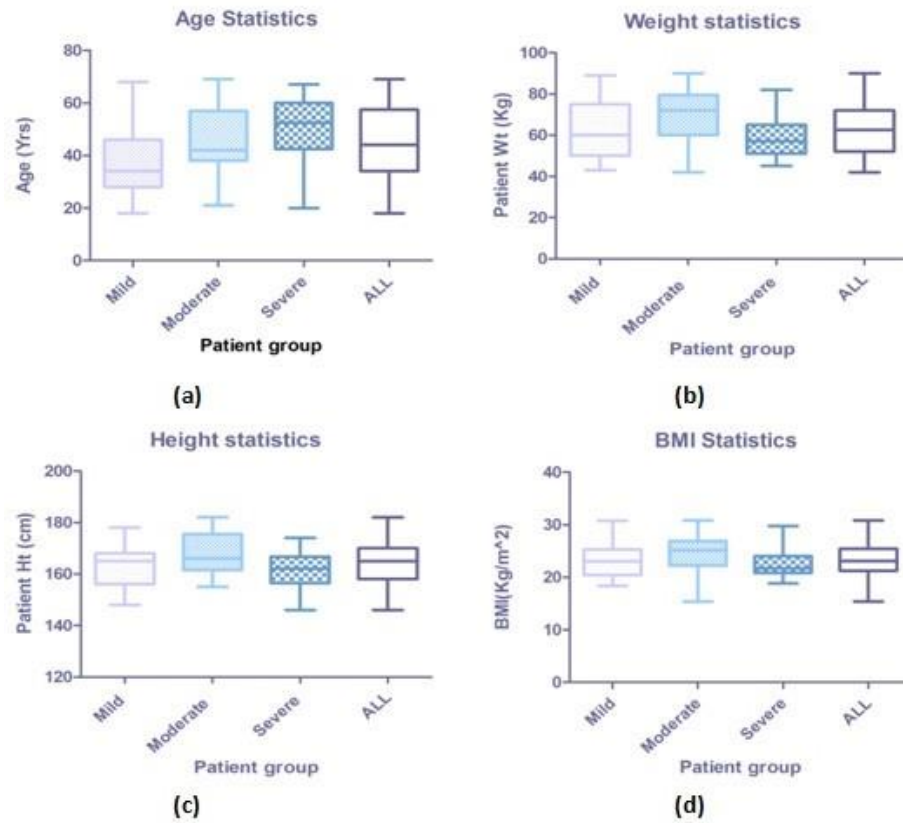 Age Statistics
Age (Yrs)
80
60
40
20
0
Mild
Moderate
Severe
ALL
Patient group
(a)
Weight statistics
Patient Wt (Kg)
100
80
60
40
20
0
Mild
Moderate
Severe
ALL
Patient group
(b)
Height statistics
Patient Ht (cm)
200
180
160
140
120
Mild
Moderate
Severe
ALL
Patient group
(c)
BMI Statistics
BMI(Kg/m^2)
40
30
20
10
0
Mild
Moderate
Severe
ALL
Patient group
(d)